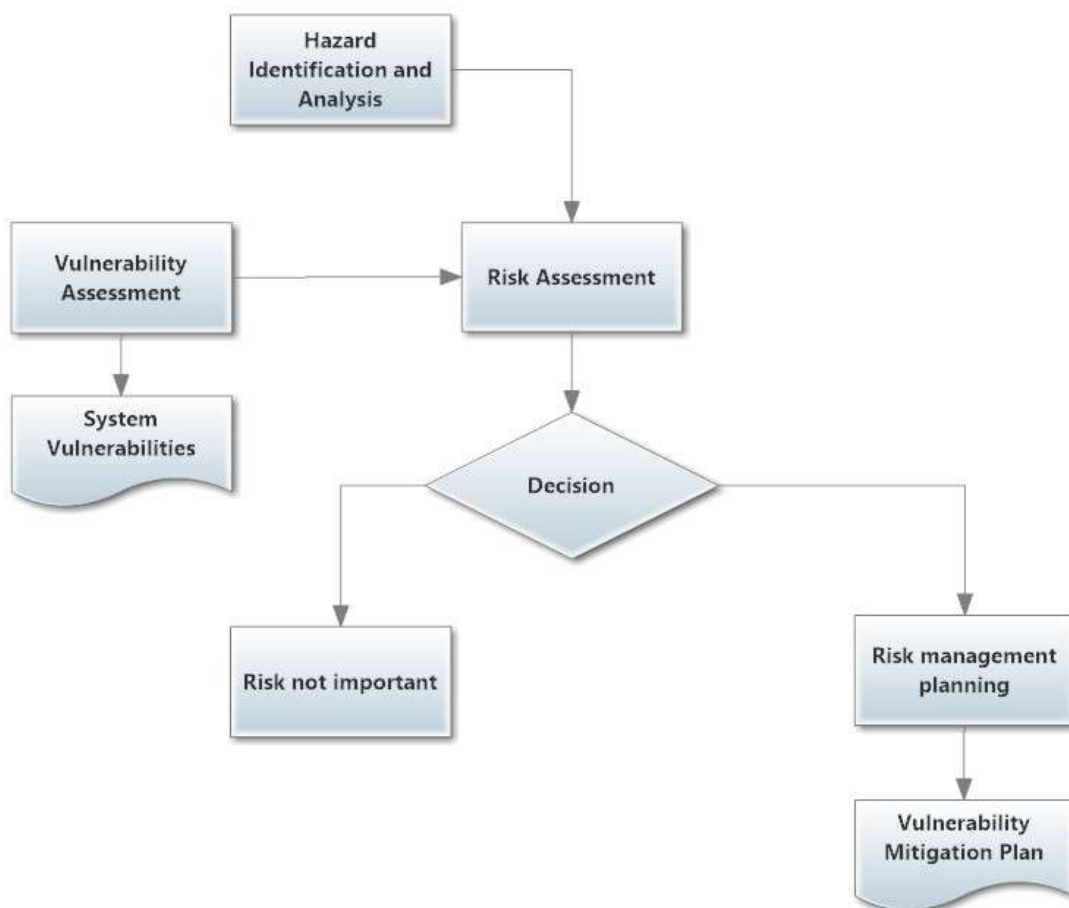 Hazard
Identification and
Analysis
Vulnerability
Assessment
Risk Assessment
System
Vulnerabilities
Decision
Risk not important
Risk management
planning
Vulnerability
Mitigation Plan